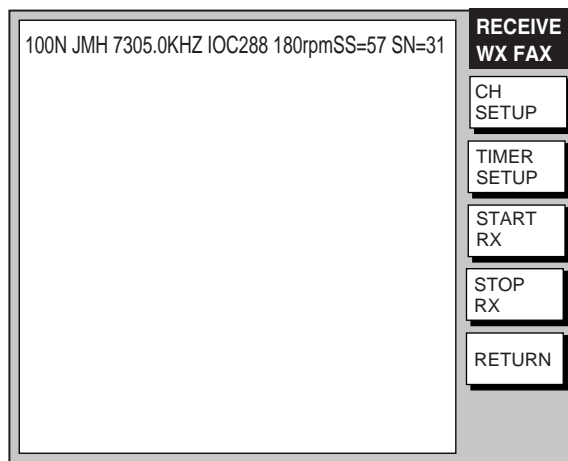 100N JMH 7305.0KHZ IOC288 180rpmSS=57 SN=31
RECEIVE
WX FAX
CH
SETUP
TIMER
SETUP
START
RX
STOP
RX
RETURN